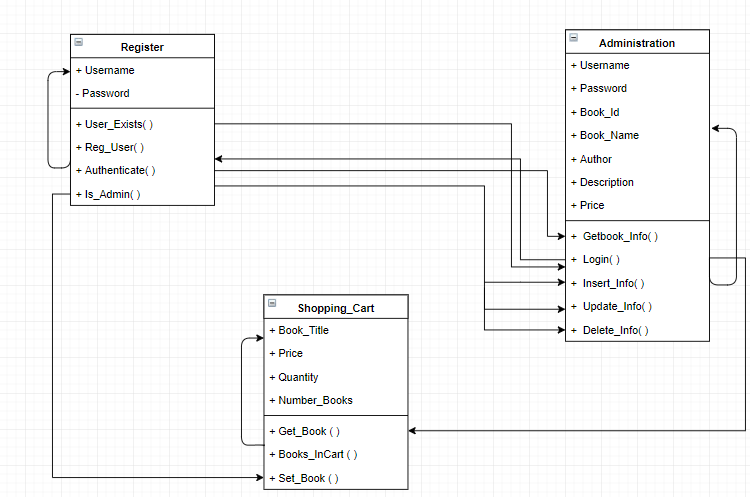 Register
+ Username
- Password
+ User_Exists( )
+ Reg_User( )
+ Authenticate( )
+ Is_Admin( )
Administration
+ Username
+ Password
+ Book_Id
+ Book_Name
+ Author
+ Description
+ Price
+ Getbook_Info( )
+ Login( )
+ Insert_Info( )
+ Update_Info( )
+ Delete_Info( )
Shopping_Cart
+ Book_Title
+ Price
+ Quantity
+ Number_Books
+ Get_Book ( )
+ Books_InCart ( )
+ Set_Book ( )